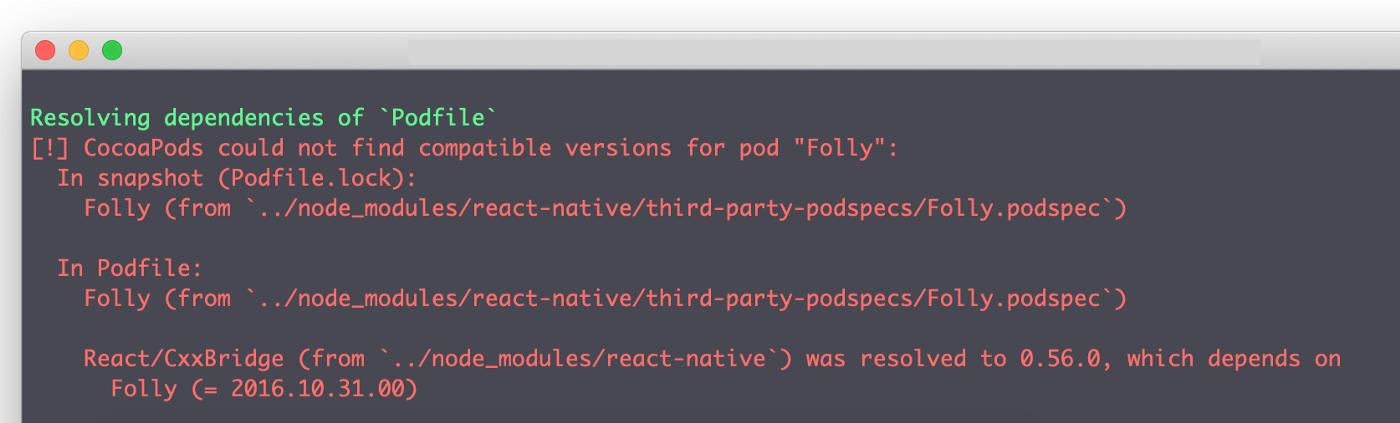 Resolving dependencies of `Podfile`
[!] CocoaPods could not find compatible versions for pod "Folly":
In snapshot (Podfile.lock):
Folly (from `../node_modules/react-native/third-party-podspecs/Folly.podspec`)
In Podfile:
Folly (from `../node_modules/react-native/third-party-podspecs/Folly.podspec`)
React/CxxBridge (from `../node_modules/react-native`) was resolved to 0.56.0, which depends on
Folly (= 2016.10.31.00)